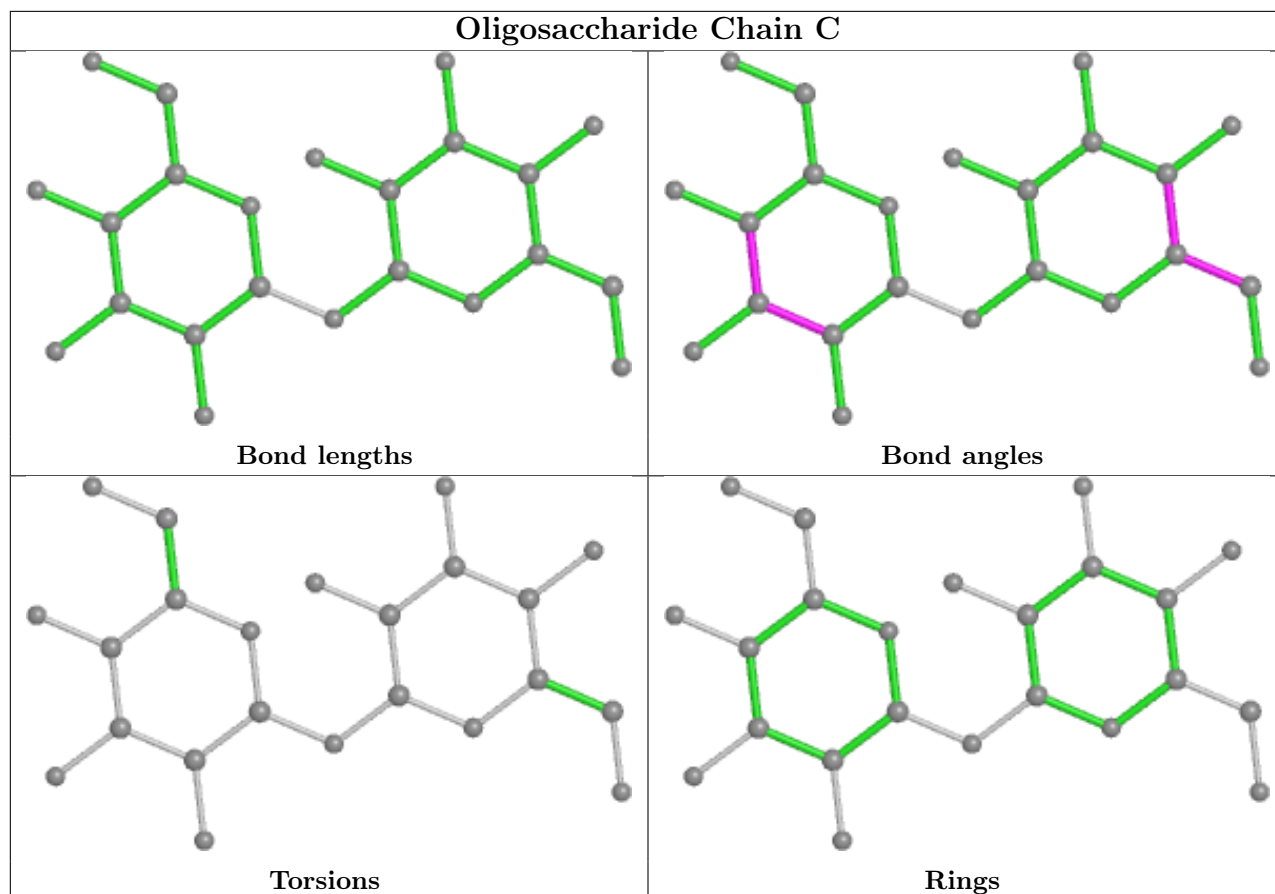 Oligosaccharide Chain C
Bond lengths
Bond angles
Torsions
Rings